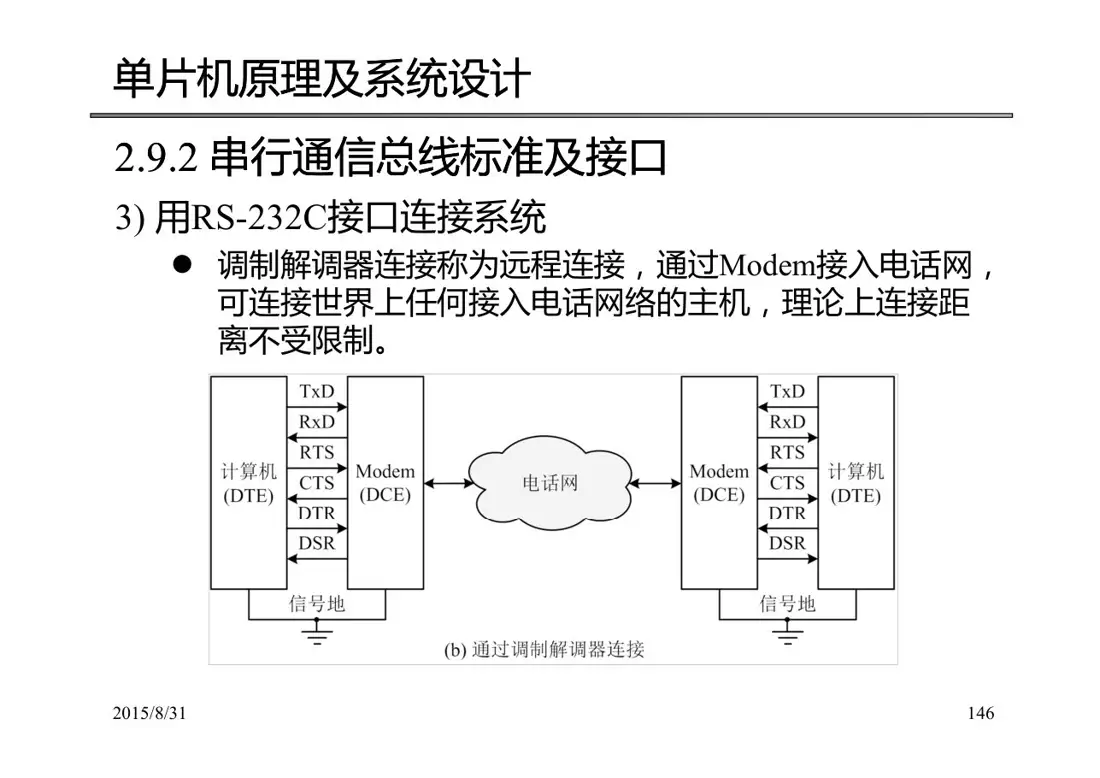 单片机原理及系统设计
2.9.2 串行通信总线标准及接口
3) 用RS-232C接口连接系统
● 调制解调器连接称为远程连接，通过Modem接入电话网，
可连接世界上任何接入电话网络的主机，理论上连接距
离不受限制。
计算机
(DTE)
TxD
RxD
RTS
CTS
DTR
DSR
Modem
(DCE)
信号地
电话网
Modem
(DCE)
TxD
RxD
RTS
CTS
DTR
DSR
计算机
(DTE)
信号地
(b) 通过调制解调器连接
2015/8/31
146